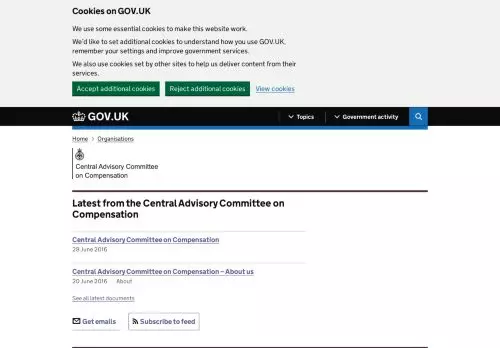 Cookies on GOV.UK
We use some essential cookies to make this website work.
We'd like to set additional cookies to understand how you use GOV.UK,
remember your settings and improve government services.
We also use cookies set by other sites to help us deliver content from their
services.
Accept additional cookies Reject additional cookies View cookies
GOV.UK Topics Government activity
Home Organisations
Central Advisory Committee
on Compensation
Latest from the Central Advisory Committee on
Compensation
Central Advisory Committee on Compensation
28 June 2016
Central Advisory Committee on Compensation – About us
20 June 2016 About
See all latest documents
Get emails Subscribe to feed